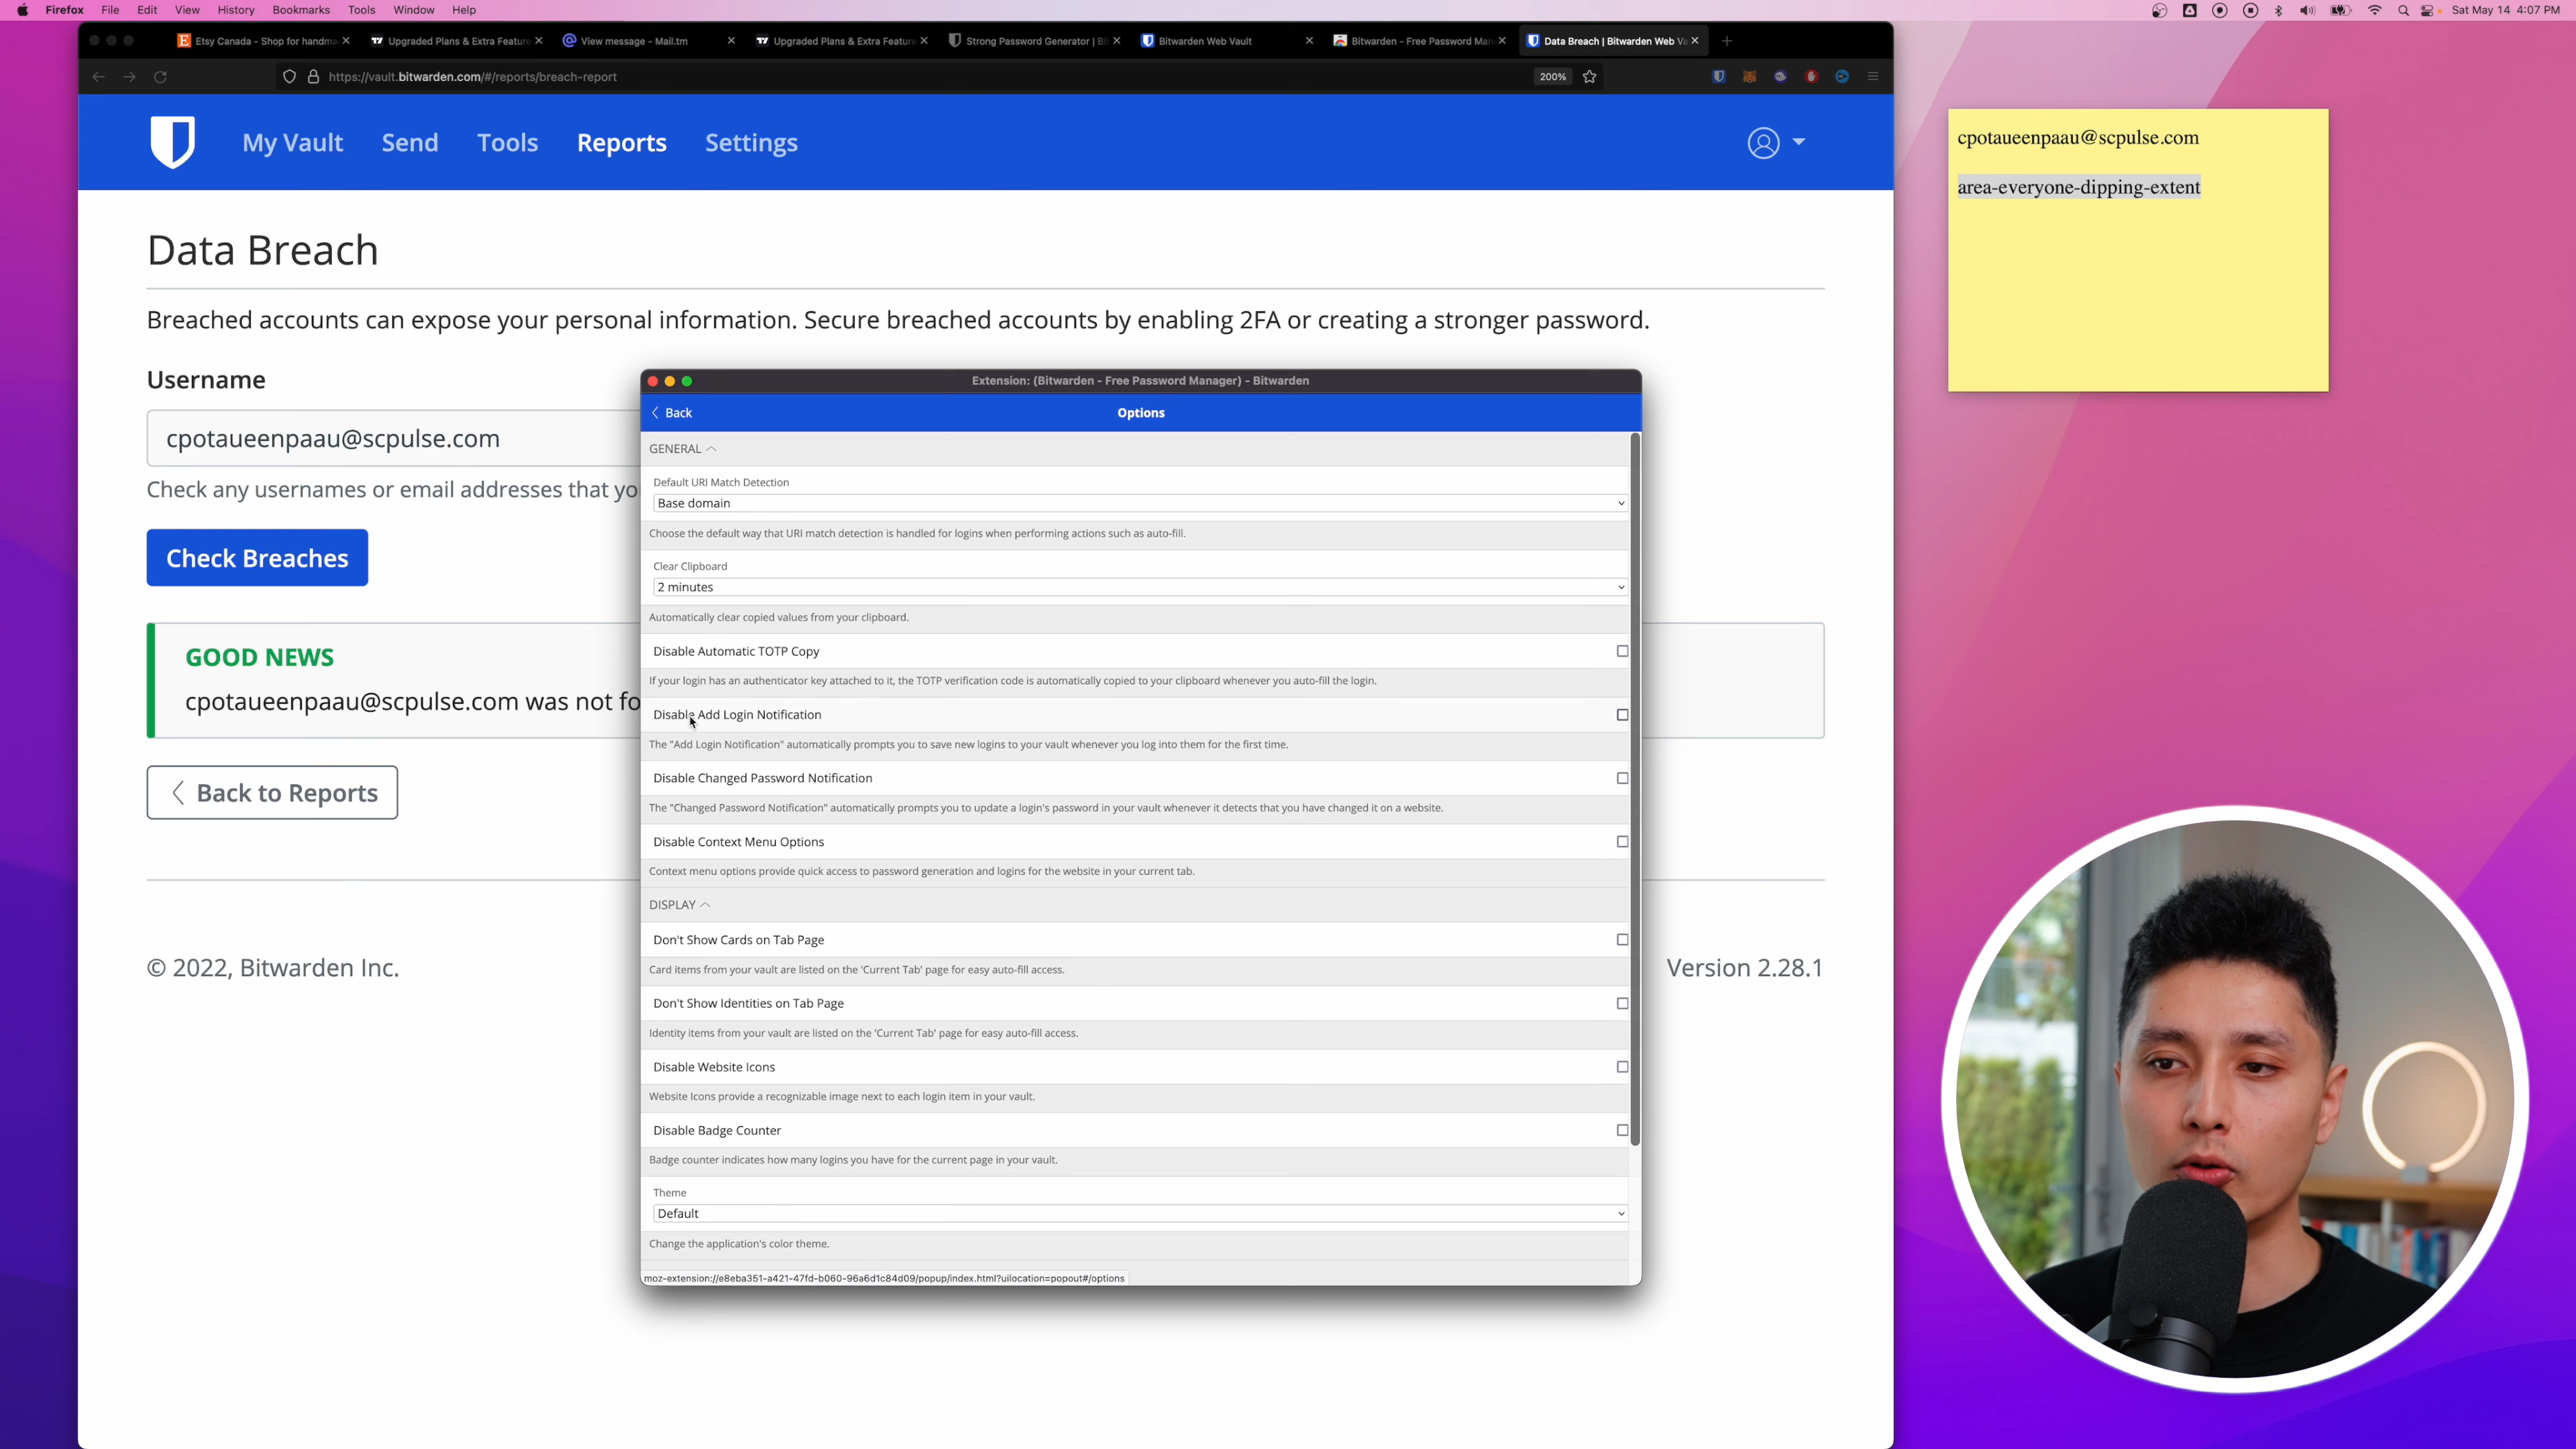 Firefox File Edit View History Bookmarks Tools Window Help
Sat May 14 4:07 PM
Etsy Canada - Shop for handma
Upgraded Plans & Extra Feature
View message - Mail.tm
Upgraded Plans & Extra Feature
Strong Password Generator | Bi
Bitwarden Web Vault
Bitwarden - Free Password Man
Data Breach | Bitwarden Web Va
https://vault.bitwarden.com/#/reports/breach-report
200%
My Vault Send Tools Reports Settings
cpotaueenpaau@scpulse.com
area-everyone-dipping-extent
Data Breach
Breached accounts can expose your personal information. Secure breached accounts by enabling 2FA or creating a stronger password.
Username
cpotaueenpaau@scpulse.com
Check any usernames or email addresses that yo
Check Breaches
GOOD NEWS
cpotaueenpaau@scpulse.com was not fo
Back to Reports
© 2022, Bitwarden Inc.
Version 2.28.1
Extension: (Bitwarden - Free Password Manager) - Bitwarden
Back
Options
GENERAL
Default URI Match Detection
Base domain
Choose the default way that URI match detection is handled for logins when performing actions such as auto-fill.
Clear Clipboard
2 minutes
Automatically clear copied values from your clipboard.
Disable Automatic TOTP Copy
If your login has an authenticator key attached to it, the TOTP verification code is automatically copied to your clipboard whenever you auto-fill the login.
Disable Add Login Notification
The "Add Login Notification" automatically prompts you to save new logins to your vault whenever you log into them for the first time.
Disable Changed Password Notification
The "Changed Password Notification" automatically prompts you to update a login's password in your vault whenever it detects that you have changed it on a website.
Disable Context Menu Options
Context menu options provide quick access to password generation and logins for the website in your current tab.
DISPLAY
Don't Show Cards on Tab Page
Card items from your vault are listed on the 'Current Tab' page for easy auto-fill access.
Don't Show Identities on Tab Page
Identity items from your vault are listed on the 'Current Tab' page for easy auto-fill access.
Disable Website Icons
Website Icons provide a recognizable image next to each login item in your vault.
Disable Badge Counter
Badge counter indicates how many logins you have for the current page in your vault.
Theme
Default
Change the application's color theme.
moz-extension://e8eba351-a421-47fd-b060-96a6d1c84d09/popup/index.html?uilocation=popout#/options